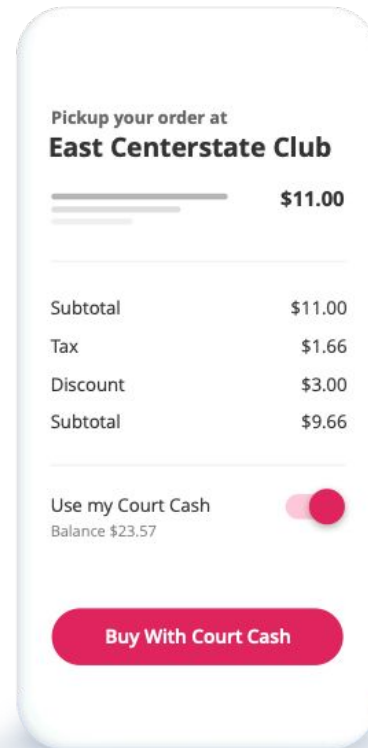 Pickup your order at
East Centerstate Club
$11.00
Subtotal $11.00
Tax $1.66
Discount $3.00
Subtotal $9.66
Use my Court Cash
Balance $23.57
Buy With Court Cash